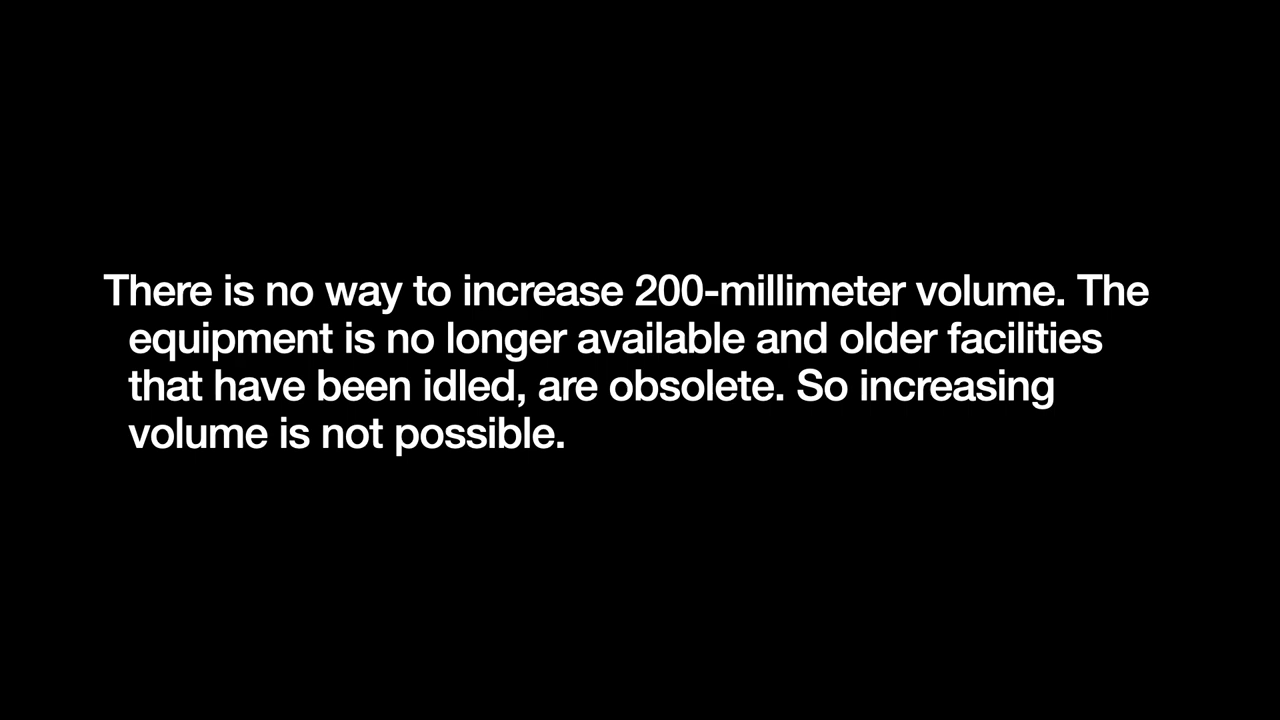 There is no way to increase 200-millimeter volume. The
equipment is no longer available and older facilities
that have been idled, are obsolete. So increasing
volume is not possible.